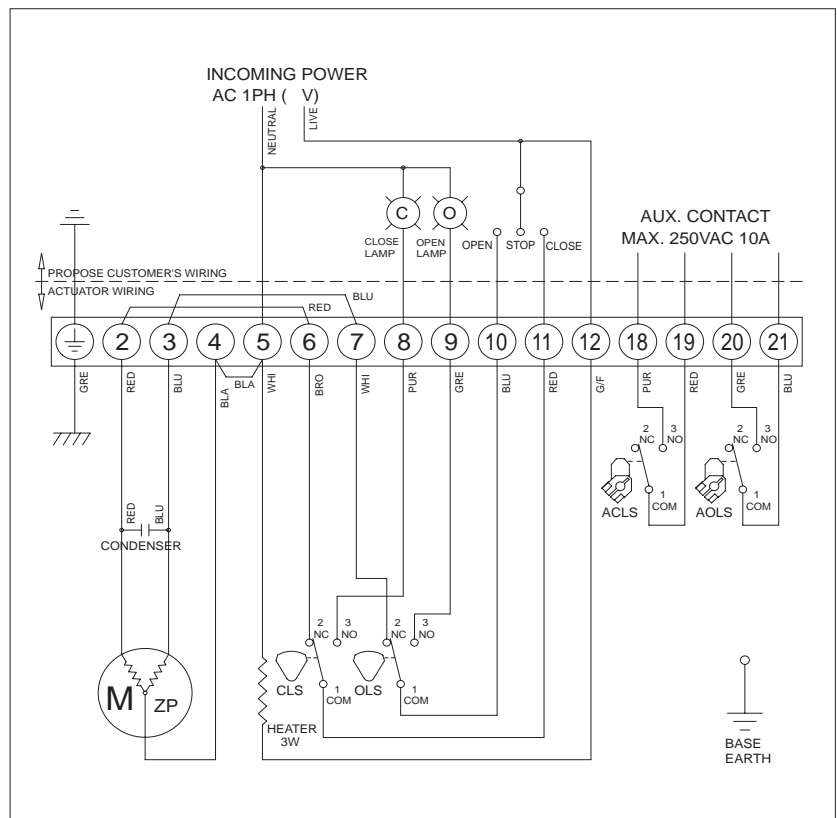 INCOMING POWER
AC 1PH ( V)
NEUTRAL
LIVE
C
O
CLOSE
LAMP
OPEN
LAMP
OPEN STOP CLOSE
AUX. CONTACT
MAX. 250VAC 10A
PROPOSE CUSTOMER'S WIRING
ACTUATOR WIRING
BLU
RED
2 3 4 5 6 7 8 9 10 11 12 18 19 20 21
BLA
GRE RED BLU BLA WHI BRO WHI PUR GRE BLU RED G/F PUR RED GRE BLU
2
NC
3
NO
1
COM
ACLS
2
NC
3
NO
1
COM
AOLS
RED BLU
CONDENSER
2
NC
3
NO
1
COM
CLS
2
NC
3
NO
1
COM
OLS
M ZP
HEATER
3W
BASE
EARTH